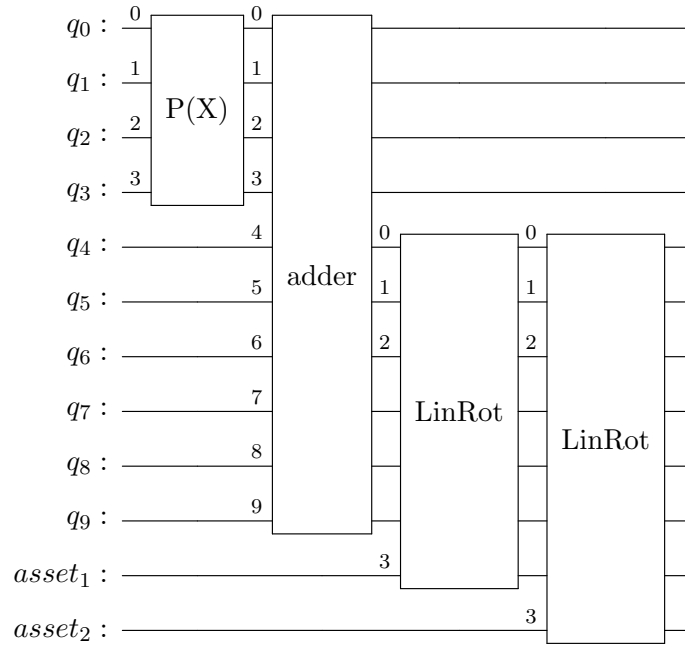 q0 : 0 0
q1 : 1 1
P(X)
q2 : 2 2
q3 : 3 3
q4 : 4 0 0
adder
q5 : 5 1 1
q6 : 6 2 2
q7 : 7
LinRot
LinRot
q8 : 8
q9 : 9
asset1 : 3
asset2 : 3